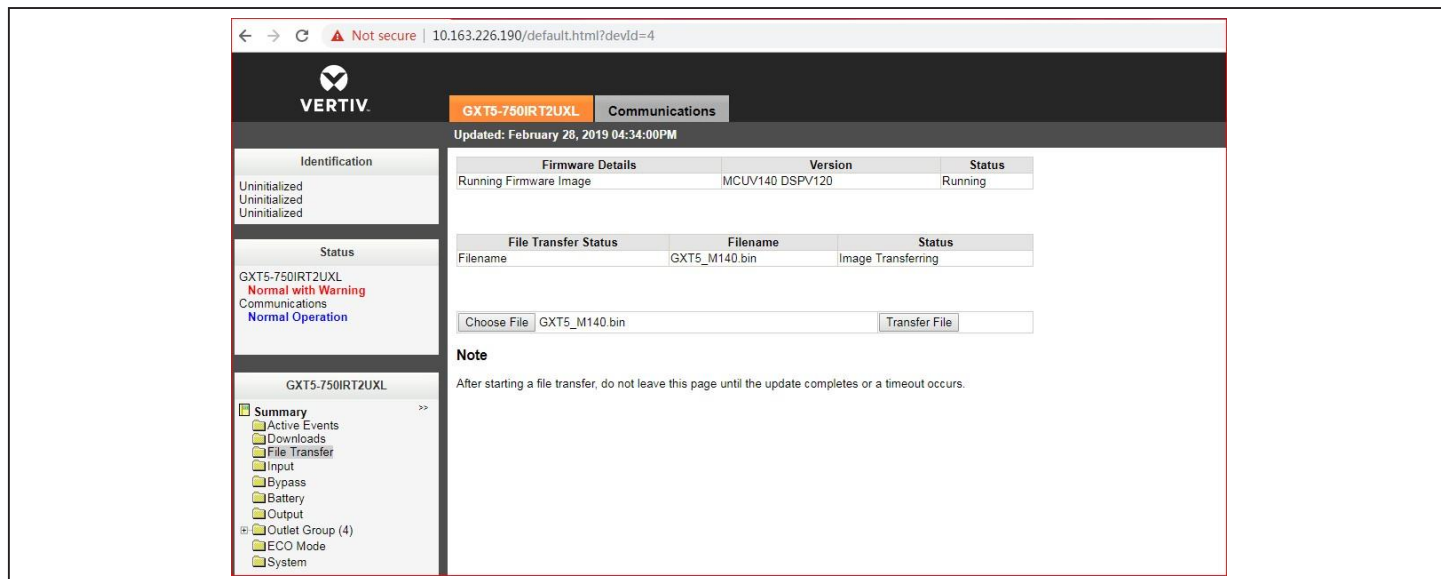 Not secure | 10.163.226.190/default.html?devId=4
VERTIV.
GXT5-750IRT2UXL Communications
Updated: February 28, 2019 04:34:00PM
Identification
Uninitialized
Uninitialized
Uninitialized
Status
GXT5-750IRT2UXL
Normal with Warning
Communications
Normal Operation
GXT5-750IRT2UXL
Summary >>
Active Events
Downloads
File Transfer
Input
Bypass
Battery
Output
Outlet Group (4)
ECO Mode
System
Firmware Details Version Status
Running Firmware Image MCUV140 DSPV120 Running
File Transfer Status Filename Status
Filename GXT5_M140.bin Image Transferring
Choose File GXT5_M140.bin Transfer File
Note
After starting a file transfer, do not leave this page until the update completes or a timeout occurs.